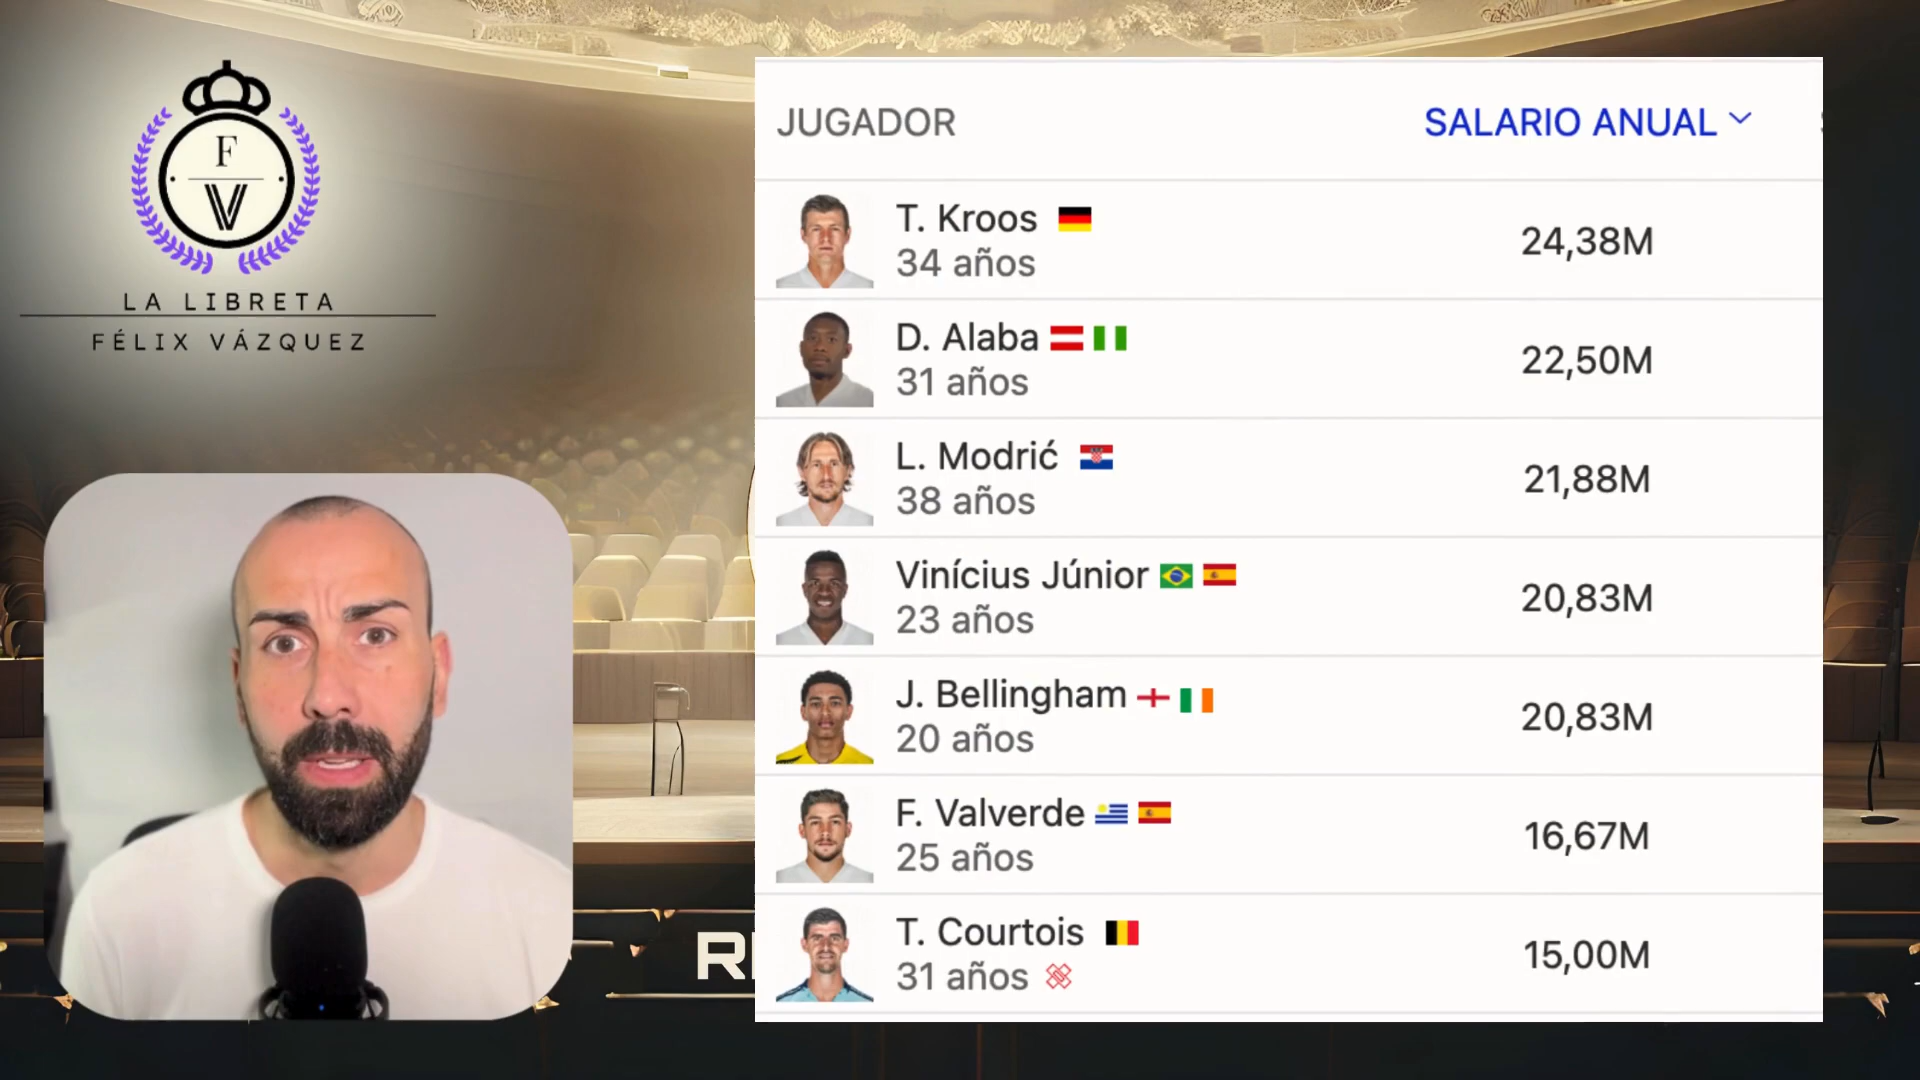 F
V
LA LIBRETA
FÉLIX VÁZQUEZ
JUGADOR SALARIO ANUAL
T. Kroos
34 años
24,38M
D. Alaba
31 años
22,50M
L. Modrić
38 años
21,88M
Vinícius Júnior
23 años
20,83M
J. Bellingham
20 años
20,83M
F. Valverde
25 años
16,67M
T. Courtois
31 años
15,00M